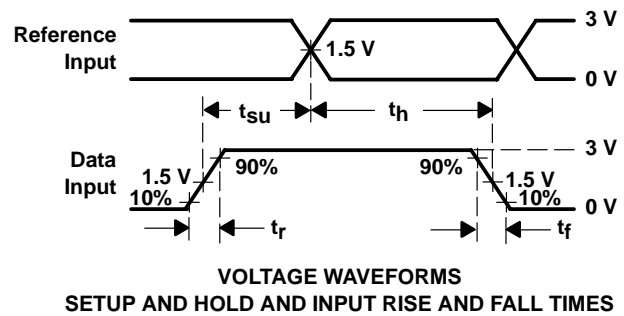 Reference
Input
3 V
1.5 V
0 V
tsu
th
Data
Input
3 V
1.5 V
10%
90%
90%
1.5 V
10%
0 V
tr
tf
VOLTAGE WAVEFORMS
SETUP AND HOLD AND INPUT RISE AND FALL TIMES